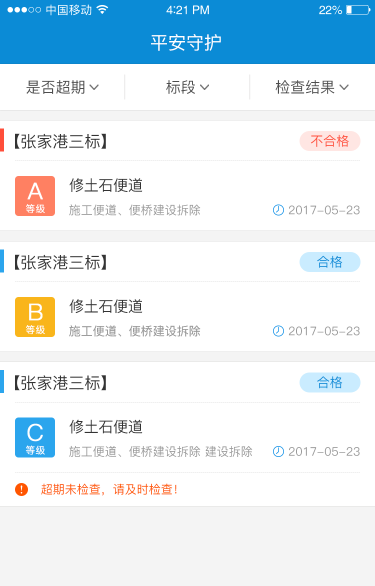 中国移动 4:21 PM 22%
平安守护
是否超期 标段 检查结果
【张家港三标】 不合格
A 等级 修土石便道
施工便道、便桥建设拆除 2017-05-23
【张家港三标】 合格
B 等级 修土石便道
施工便道、便桥建设拆除 2017-05-23
【张家港三标】 合格
C 等级 修土石便道
施工便道、便桥建设拆除 建设拆除 2017-05-23
超期未检查，请及时检查！